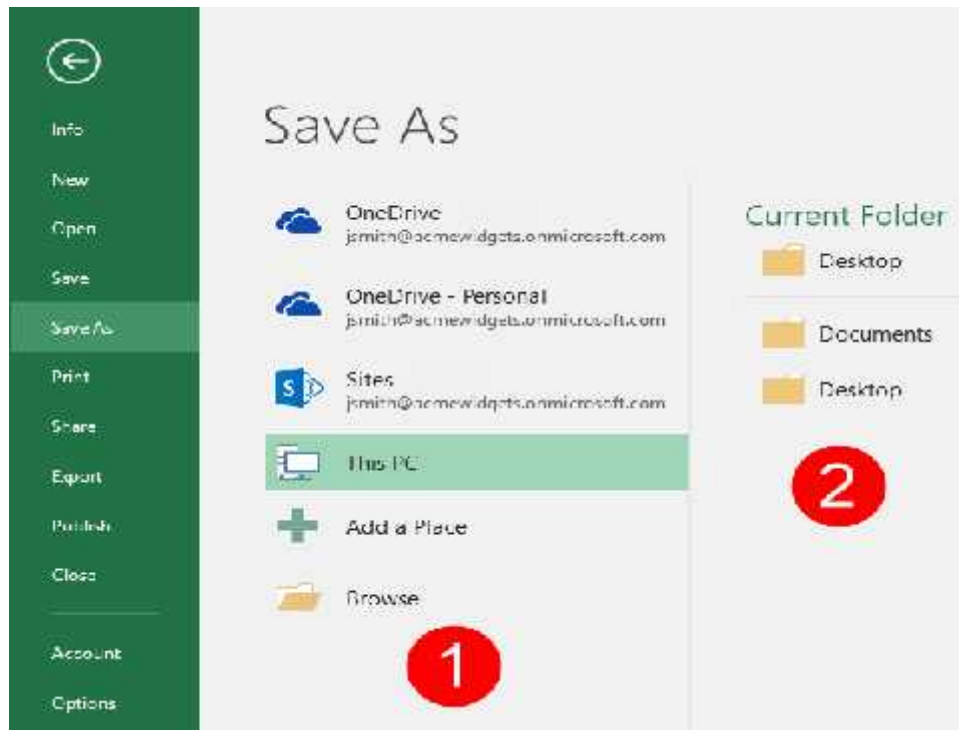 Info
New
Open
Save
Save As
Print
Share
Export
Publish
Close
Account
Options
Save As
OneDrive
jsmith@acmewidgets.onmicrosoft.com
OneDrive - Personal
jsmith@acmewidgets.onmicrosoft.com
Sites
jsmith@acmewidgets.onmicrosoft.com
This PC
Add a Place
Browse
1
Current Folder
Desktop
Documents
Desktop
2